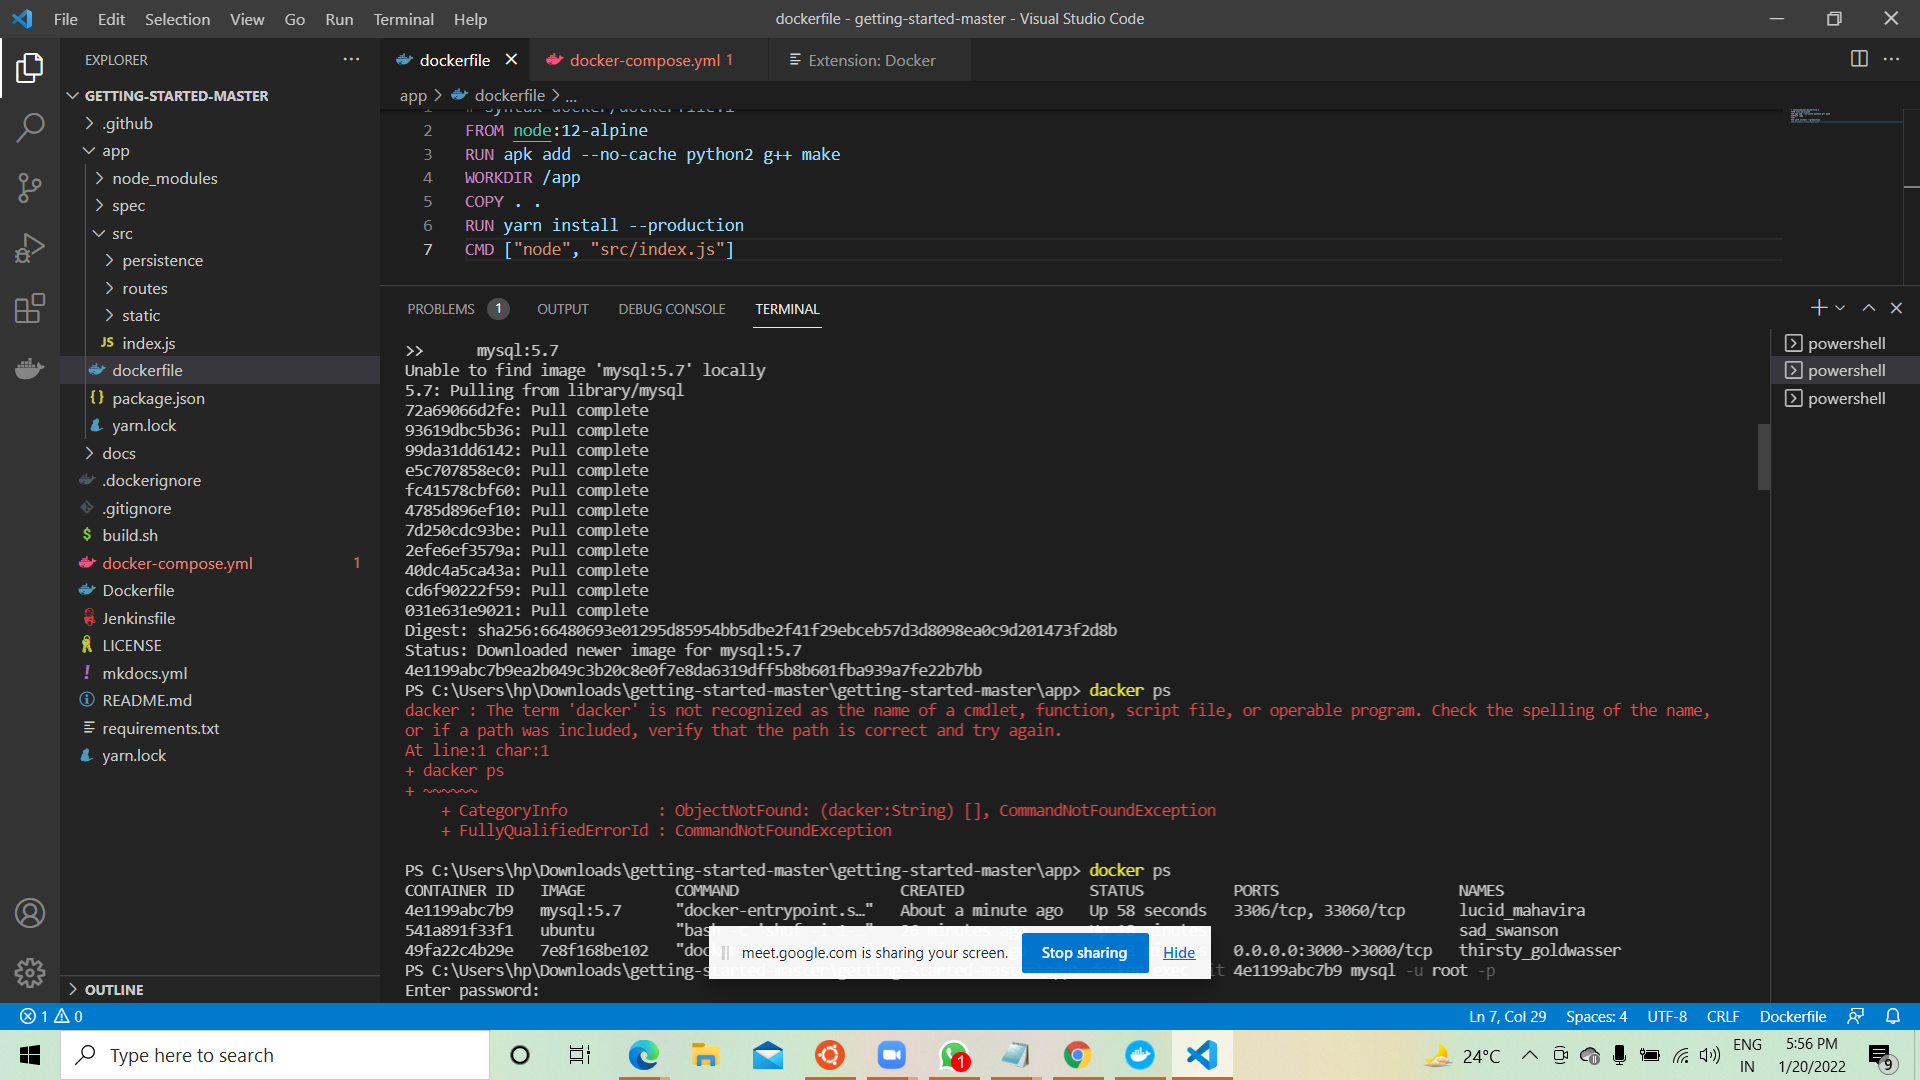 File Edit Selection View Go Run Terminal Help
dockerfile - getting-started-master - Visual Studio Code
EXPLORER
GETTING-STARTED-MASTER
.github
app
node_modules
spec
src
persistence
routes
static
JS index.js
dockerfile
{} package.json
yarn.lock
docs
.dockerignore
.gitignore
$ build.sh
docker-compose.yml 1
Dockerfile
Jenkinsfile
LICENSE
! mkdocs.yml
README.md
requirements.txt
yarn.lock
OUTLINE
dockerfile
docker-compose.yml 1
Extension: Docker
app > dockerfile > ...
2 FROM node:12-alpine
3 RUN apk add --no-cache python2 g++ make
4 WORKDIR /app
5 COPY . .
6 RUN yarn install --production
7 CMD ["node", "src/index.js"]
PROBLEMS 1 OUTPUT DEBUG CONSOLE TERMINAL
powershell
powershell
powershell
>> mysql:5.7
Unable to find image 'mysql:5.7' locally
5.7: Pulling from library/mysql
72a69066d2fe: Pull complete
93619dbc5b36: Pull complete
99da31dd6142: Pull complete
e5c707858ec0: Pull complete
fc41578cbf60: Pull complete
4785d896ef10: Pull complete
7d250cdc93be: Pull complete
2efe6ef3579a: Pull complete
40dc4a5ca43a: Pull complete
cd6f90222f59: Pull complete
031e631e9021: Pull complete
Digest: sha256:66480693e01295d85954bb5dbe2f41f29ebceb57d3d8098ea0c9d201473f2d8b
Status: Downloaded newer image for mysql:5.7
4e1199abc7b9ea2b049c3b20c8e0f7e8da6319dff5b8b601fba939a7fe22b7bb
PS C:\Users\hp\Downloads\getting-started-master\getting-started-master\app> dacker ps
dacker : The term 'dacker' is not recognized as the name of a cmdlet, function, script file, or operable program. Check the spelling of the name,
or if a path was included, verify that the path is correct and try again.
At line:1 char:1
+ dacker ps
+ ~~~~~~
+ CategoryInfo : ObjectNotFound: (dacker:String) [], CommandNotFoundException
+ FullyQualifiedErrorId : CommandNotFoundException
PS C:\Users\hp\Downloads\getting-started-master\getting-started-master\app> docker ps
CONTAINER ID IMAGE COMMAND CREATED STATUS PORTS NAMES
4e1199abc7b9 mysql:5.7 "docker-entrypoint.s…" About a minute ago Up 58 seconds 3306/tcp, 33060/tcp lucid_mahavira
541a891f33f1 ubuntu "bash sad_swanson
49fa22c4b29e 7e8f168be102 "doc 0.0.0.0:3000->3000/tcp thirsty_goldwasser
PS C:\Users\hp\Downloads\getting-started-master 4e1199abc7b9 mysql -u root -p
Enter password:
meet.google.com is sharing your screen. Stop sharing Hide
1 0
Ln 7, Col 29 Spaces: 4 UTF-8 CRLF Dockerfile
Type here to search
1
24°C
ENG
IN
5:56 PM
1/20/2022
9